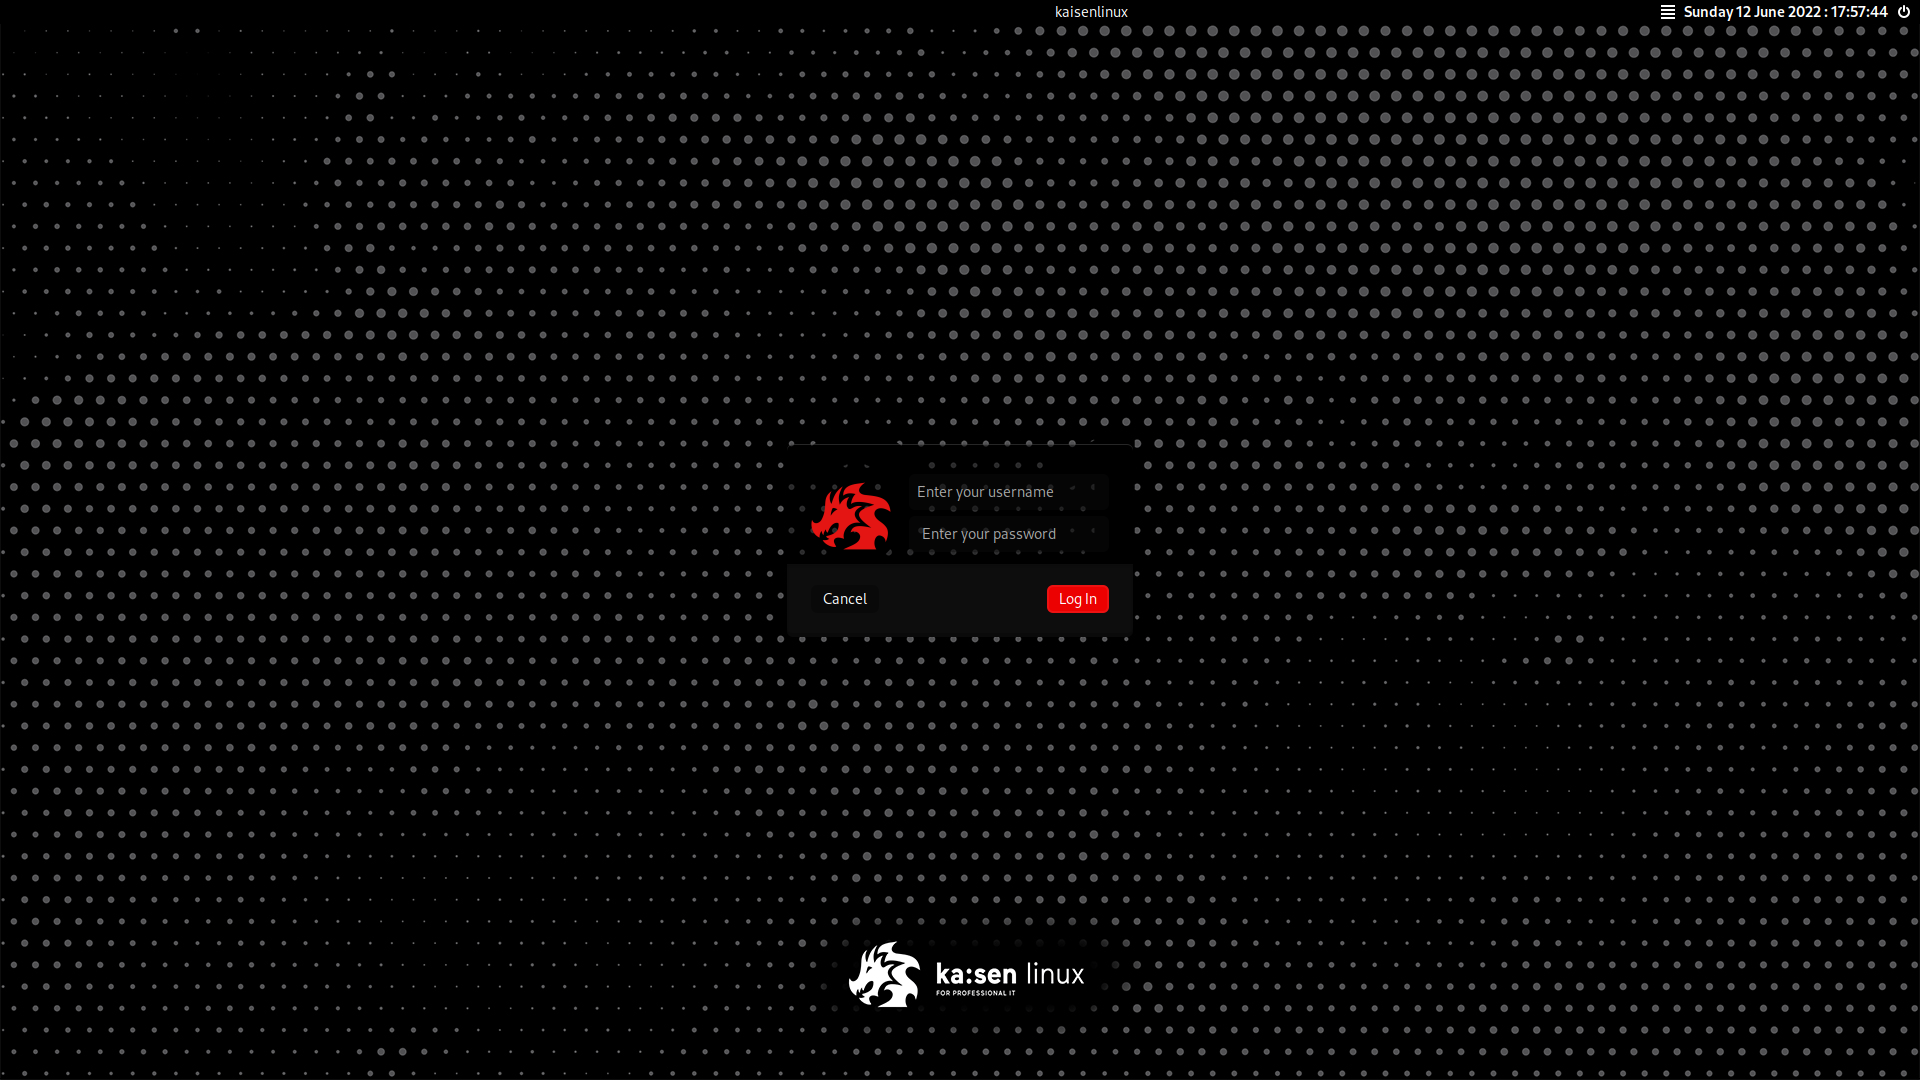 kaisenlinux
Sunday 12 June 2022 : 17:57:44
Enter your username
Enter your password
Cancel
Log In
ka:sen linux
FOR PROFESSIONAL IT